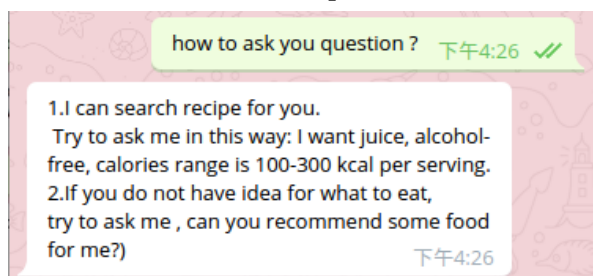 how to ask you question ?
下午4:26
1.I can search recipe for you.
Try to ask me in this way: I want juice, alcohol-
free, calories range is 100-300 kcal per serving.
2.If you do not have idea for what to eat,
try to ask me , can you recommend some food
for me?)
下午4:26